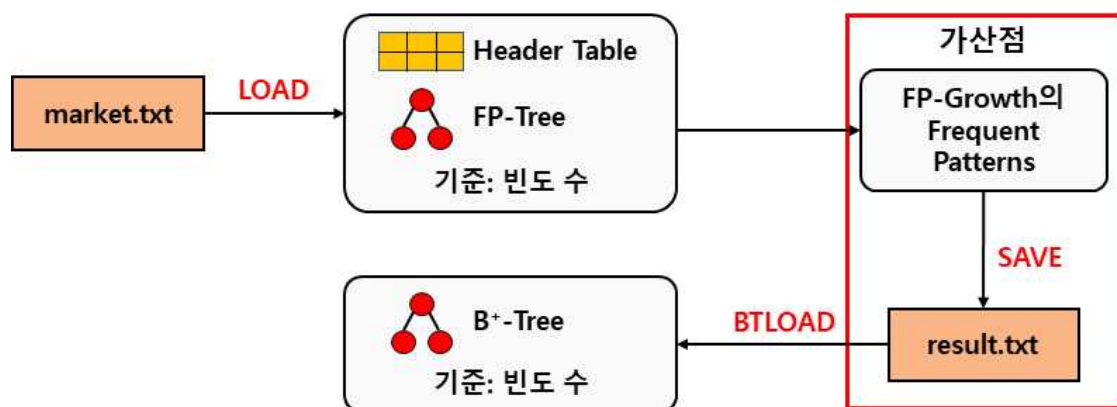 market.txt
LOAD
Header Table
FP-Tree
기준: 빈도 수
가산점
FP-Growth의
Frequent
Patterns
SAVE
result.txt
BTLOAD
B⁺-Tree
기준: 빈도 수